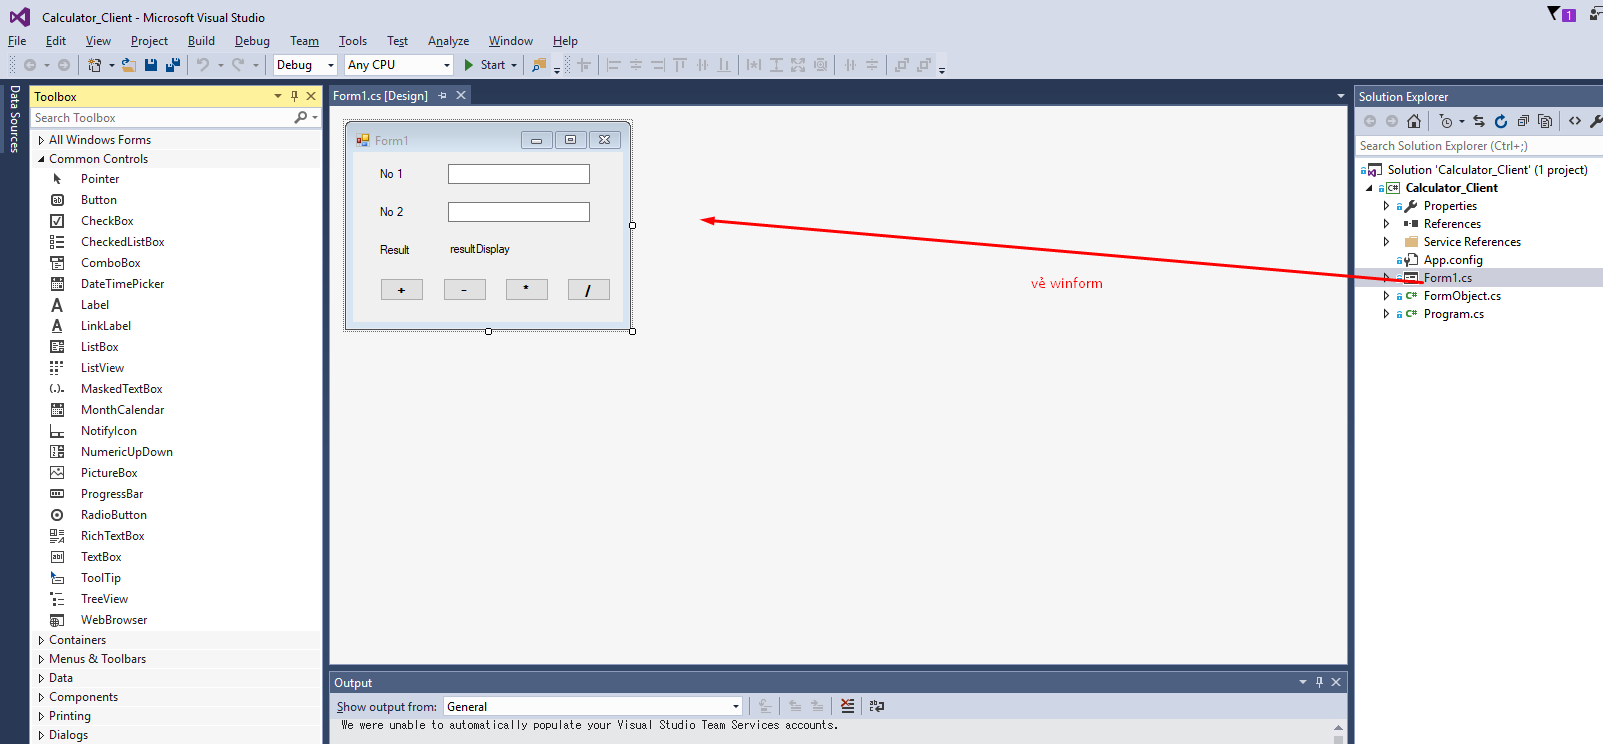 Calculator_Client - Microsoft Visual Studio
1
File Edit View Project Build Debug Team Tools Test Analyze Window Help
Debug Any CPU Start
Data Sources
Toolbox
Search Toolbox
All Windows Forms
Common Controls
Pointer
Button
CheckBox
CheckedListBox
ComboBox
DateTimePicker
Label
LinkLabel
ListBox
ListView
MaskedTextBox
MonthCalendar
NotifyIcon
NumericUpDown
PictureBox
ProgressBar
RadioButton
RichTextBox
TextBox
ToolTip
TreeView
WebBrowser
Containers
Menus & Toolbars
Data
Components
Printing
Dialogs
Form1.cs [Design]
Form1
No 1
No 2
Result resultDisplay
+ - * /
vẻ winform
Output
Show output from: General
We were unable to automatically populate your Visual Studio Team Services accounts.
Solution Explorer
Search Solution Explorer (Ctrl+;)
Solution 'Calculator_Client' (1 project)
Calculator_Client
Properties
References
Service References
App.config
Form1.cs
FormObject.cs
Program.cs